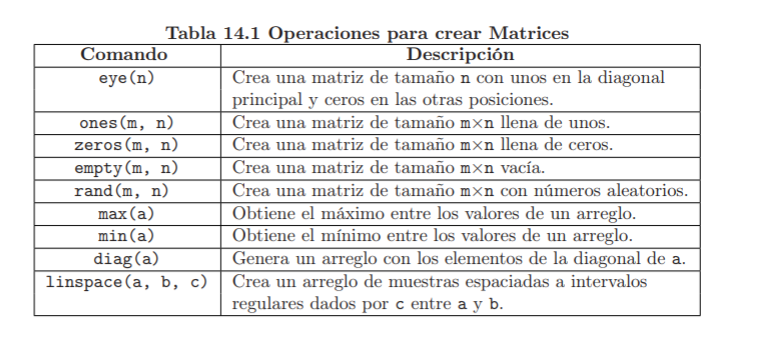 Tabla 14.1 Operaciones para crear Matrices
Comando Descripción
eye(n) Crea una matriz de tamaño n con unos en la diagonal
principal y ceros en las otras posiciones.
ones(m, n) Crea una matriz de tamaño m×n llena de unos.
zeros(m, n) Crea una matriz de tamaño m×n llena de ceros.
empty(m, n) Crea una matriz de tamaño m×n vacía.
rand(m, n) Crea una matriz de tamaño m×n con números aleatorios.
max(a) Obtiene el máximo entre los valores de un arreglo.
min(a) Obtiene el mínimo entre los valores de un arreglo.
diag(a) Genera un arreglo con los elementos de la diagonal de a.
linspace(a, b, c) Crea un arreglo de muestras espaciadas a intervalos
regulares dados por c entre a y b.